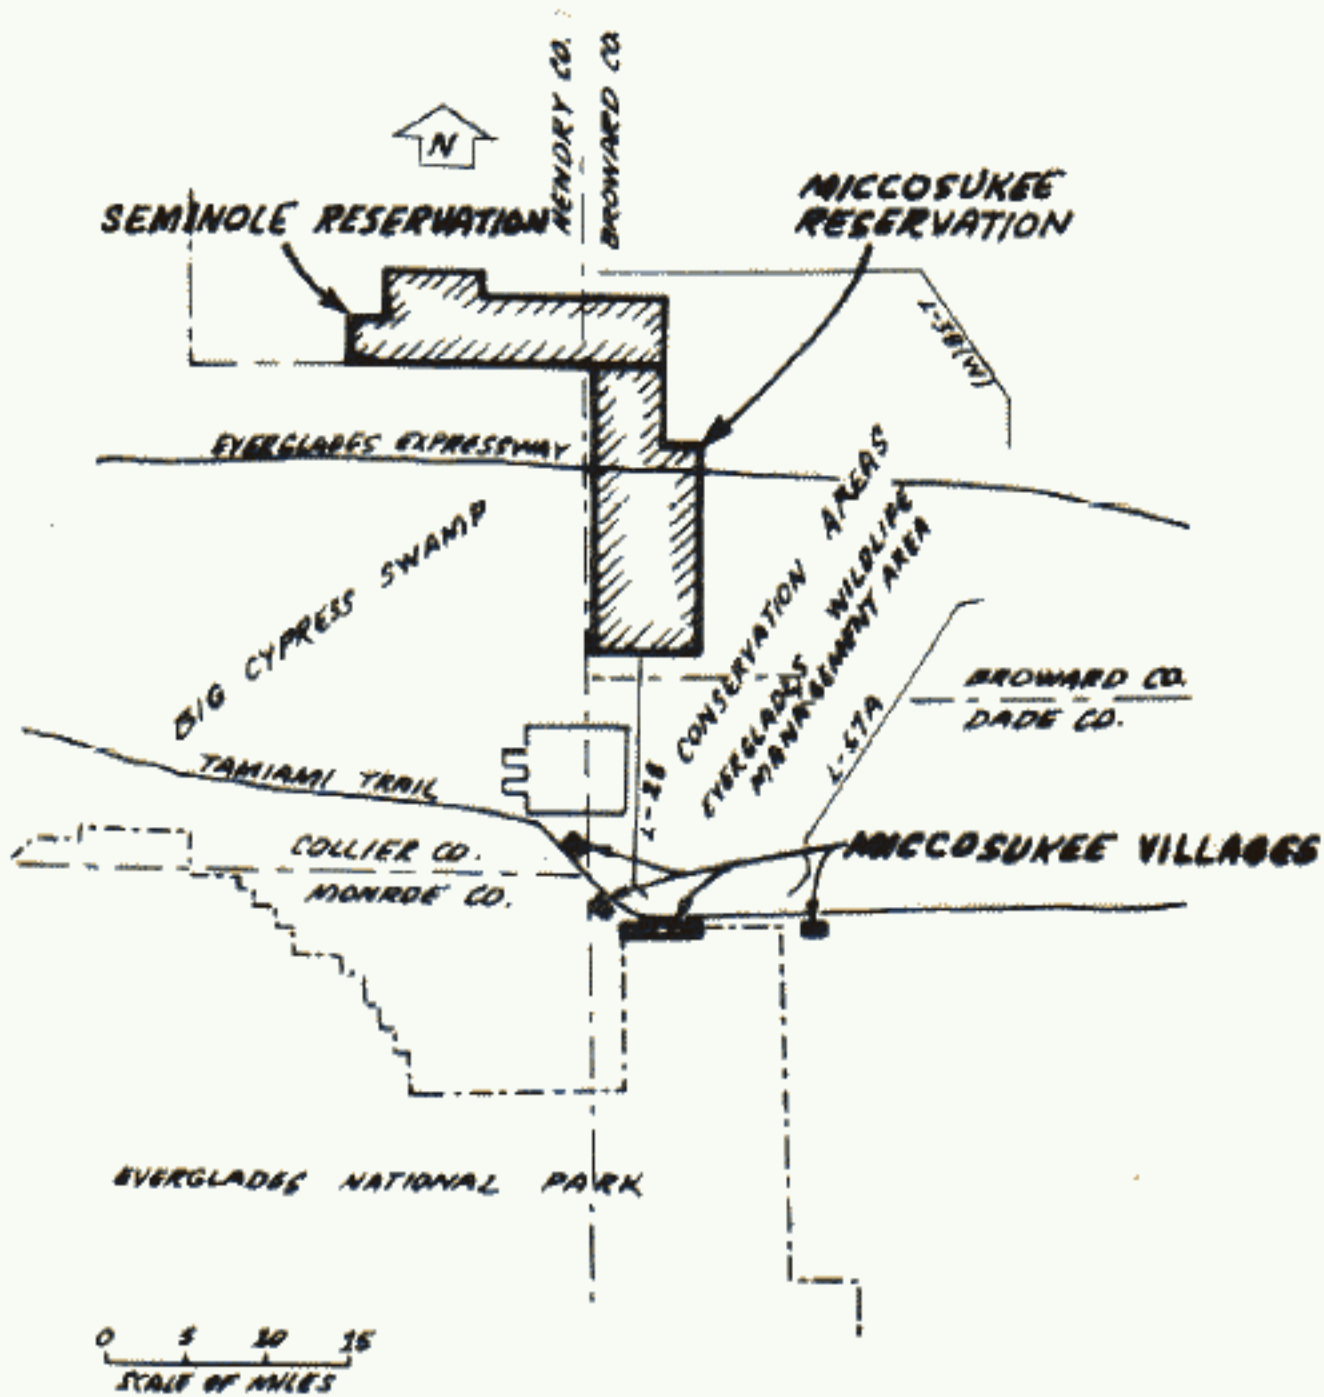 HENDRY CO.
BROWARD CO.
N
SEMINOLE RESERVATION
MICCOSUKEE
RESERVATION
L-38(W)
EVERGLADES EXPRESSWAY
BIG CYPRESS SWAMP
CONSERVATION AREAS
EVERGLADES WILDLIFE
MANAGEMENT AREA
BROWARD CO.
DADE CO.
L-57A
L-28
TAMIAMI TRAIL
COLLIER CO.
MONROE CO.
MICCOSUKEE VILLAGES
EVERGLADES NATIONAL PARK
0 5 10 15
SCALE OF MILES